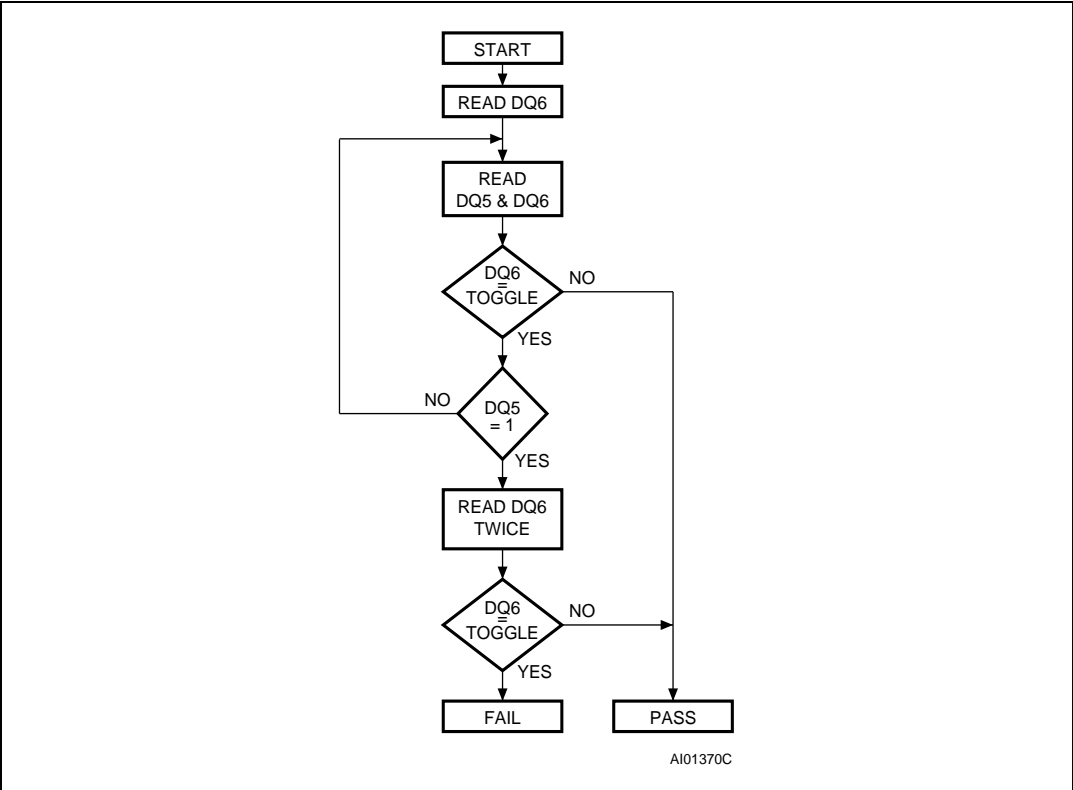 START
READ DQ6
READ
DQ5 & DQ6
DQ6
=
TOGGLE
NO
YES
NO
DQ5
= 1
YES
READ DQ6
TWICE
DQ6
=
TOGGLE
NO
YES
FAIL
PASS
AI01370C